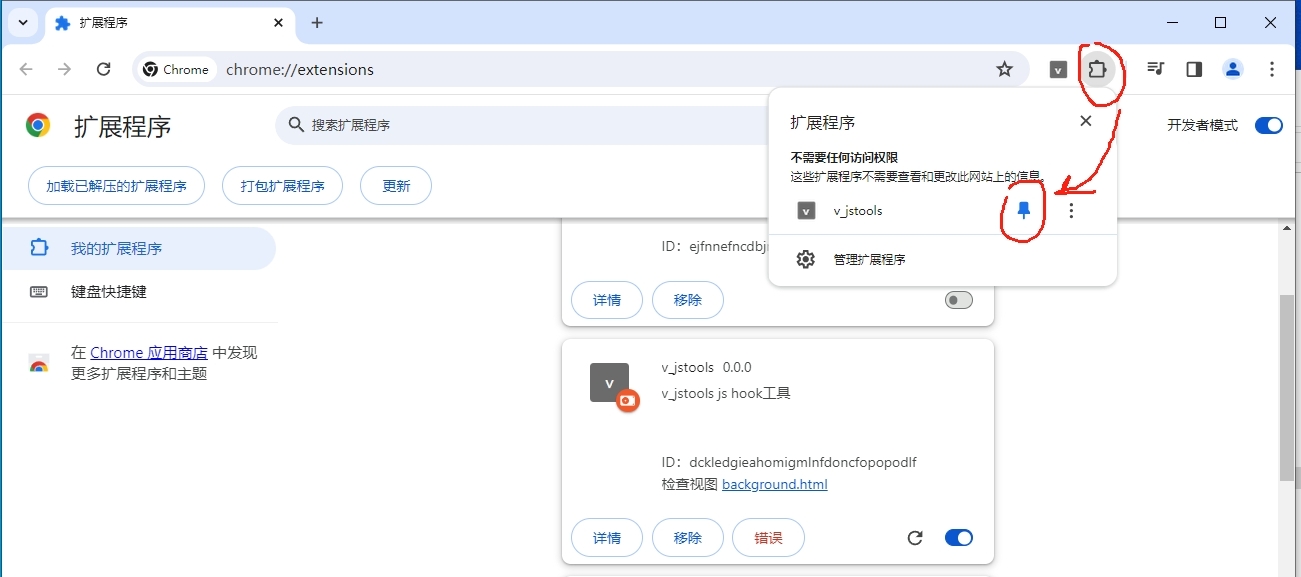 扩展程序
Chrome
chrome://extensions
v
扩展程序
搜索扩展程序
开发者模式
加载已解压的扩展程序
打包扩展程序
更新
扩展程序
不需要任何访问权限
这些扩展程序不需要查看和更改此网站上的信息。
v
v_jstools
管理扩展程序
我的扩展程序
键盘快捷键
在 Chrome 应用商店 中发现
更多扩展程序和主题
ID：ejfnnefncdbj
详情
移除
v
v_jstools 0.0.0
v_jstools js hook工具
ID：dckledgieahomigmlnfdoncfopopodlf
检查视图 background.html
详情
移除
错误